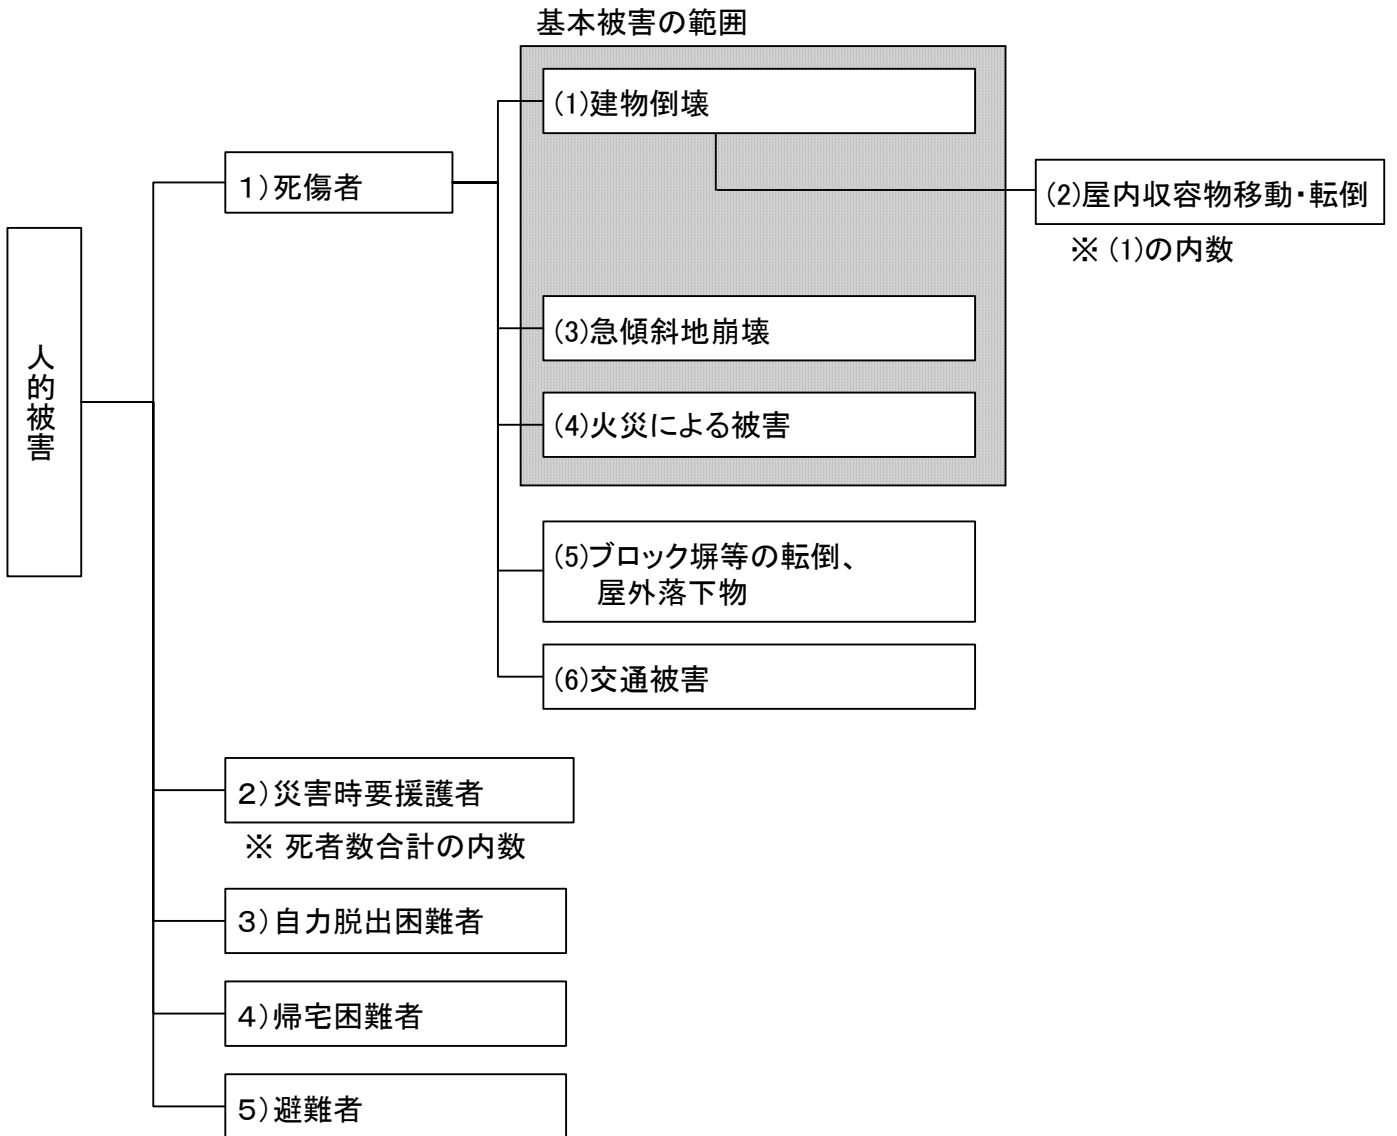 基本被害の範囲
(1)建物倒壊
1)死傷者
(2)屋内収容物移動・転倒
※ (1)の内数
(3)急傾斜地崩壊
人的被害
(4)火災による被害
(5)ブロック塀等の転倒、
屋外落下物
(6)交通被害
2)災害時要援護者
※ 死者数合計の内数
3)自力脱出困難者
4)帰宅困難者
5)避難者